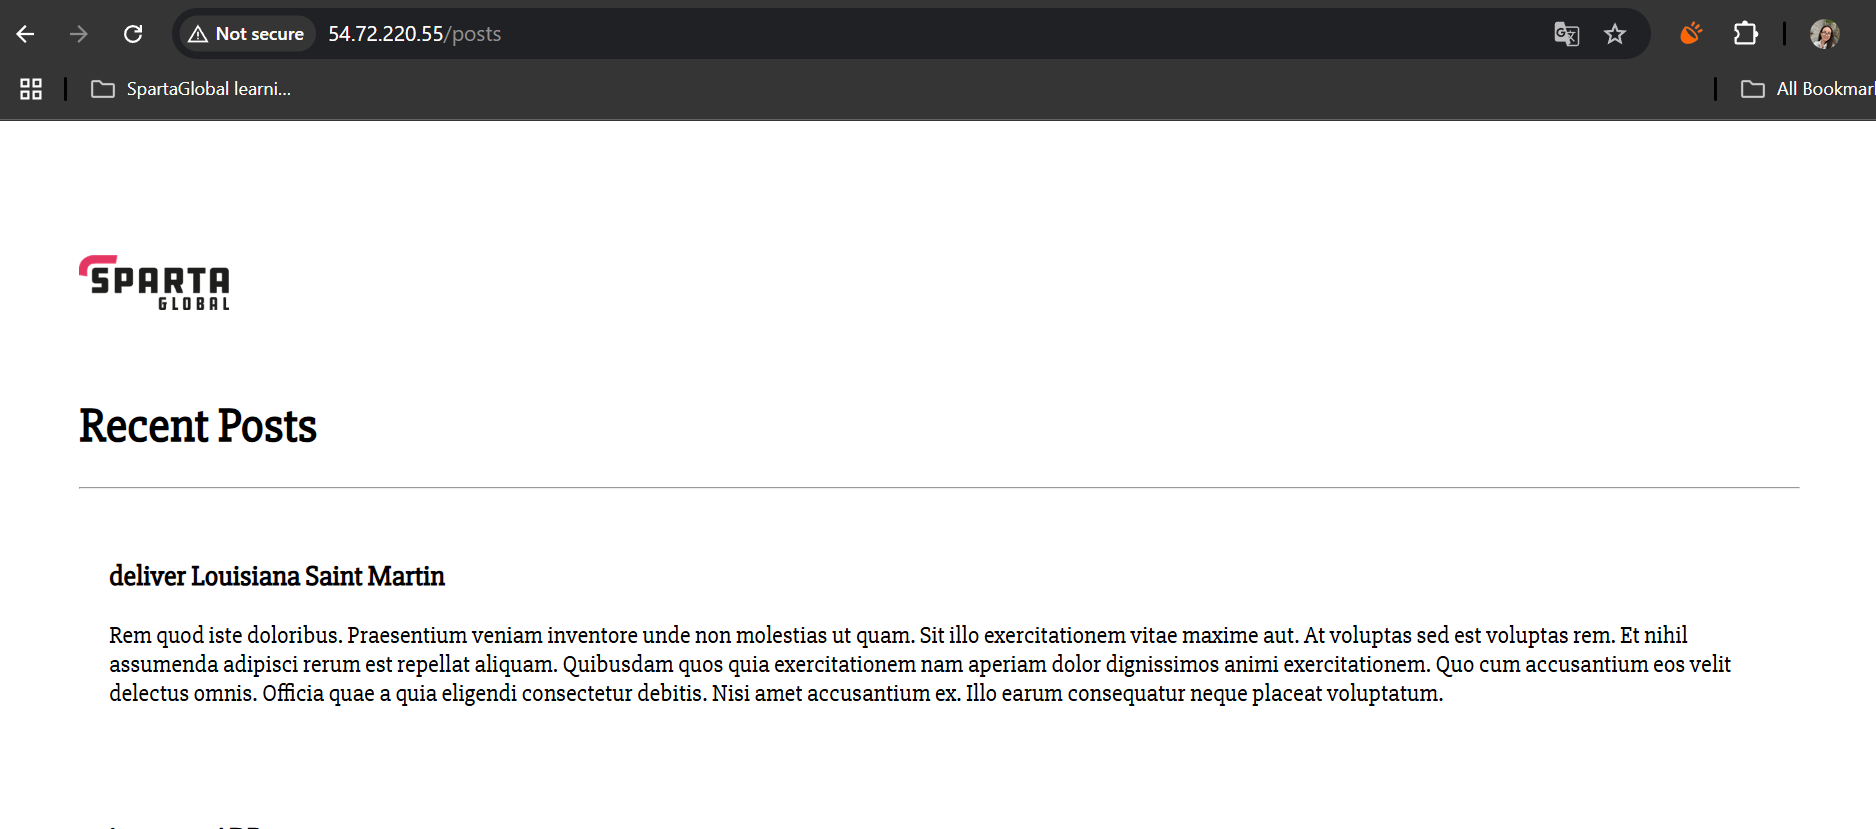 Not secure 54.72.220.55/posts
SpartaGlobal learni...
All Bookmar
SPARTA
GLOBAL
Recent Posts
deliver Louisiana Saint Martin
Rem quod iste doloribus. Praesentium veniam inventore unde non molestias ut quam. Sit illo exercitationem vitae maxime aut. At voluptas sed est voluptas rem. Et nihil
assumenda adipisci rerum est repellat aliquam. Quibusdam quos quia exercitationem nam aperiam dolor dignissimos animi exercitationem. Quo cum accusantium eos velit
delectus omnis. Officia quae a quia eligendi consectetur debitis. Nisi amet accusantium ex. Illo earum consequatur neque placeat voluptatum.